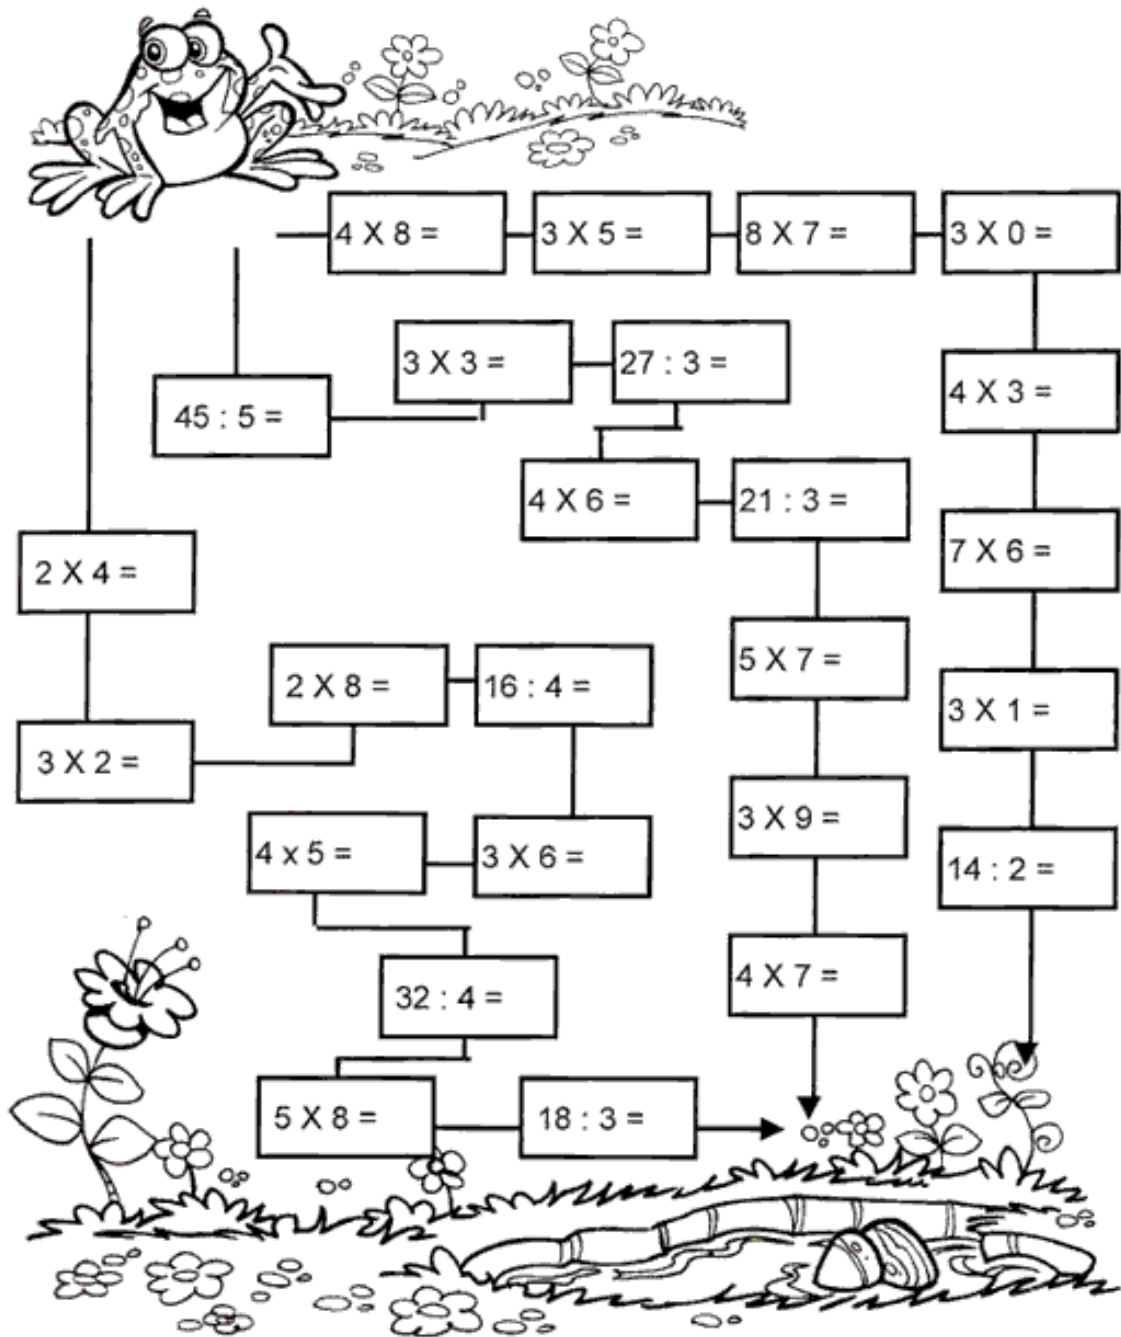 4 X 8 =
3 X 5 =
8 X 7 =
3 X 0 =
3 X 3 =
27 : 3 =
4 X 3 =
45 : 5 =
4 X 6 =
21 : 3 =
7 X 6 =
2 X 4 =
5 X 7 =
2 X 8 =
16 : 4 =
3 X 1 =
3 X 2 =
3 X 9 =
4 x 5 =
3 X 6 =
14 : 2 =
4 X 7 =
32 : 4 =
5 X 8 =
18 : 3 =